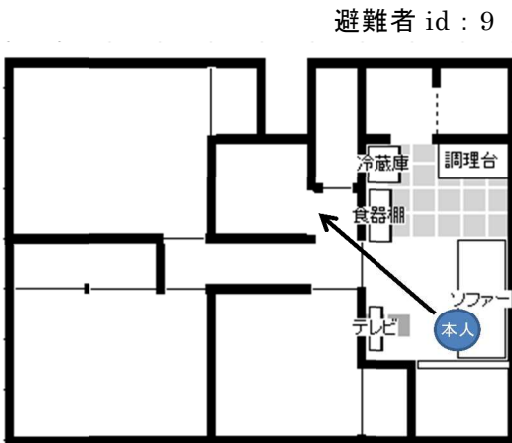 避難者 id：9
冷蔵庫
調理台
食器棚
ソファー
テレビ
本人